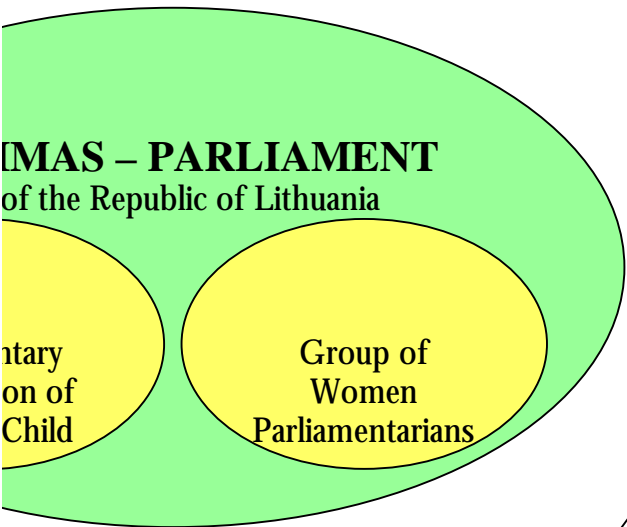 IMAS – PARLIAMENT
of the Republic of Lithuania
ntary
on of
Child
Group of
Women
Parliamentarians